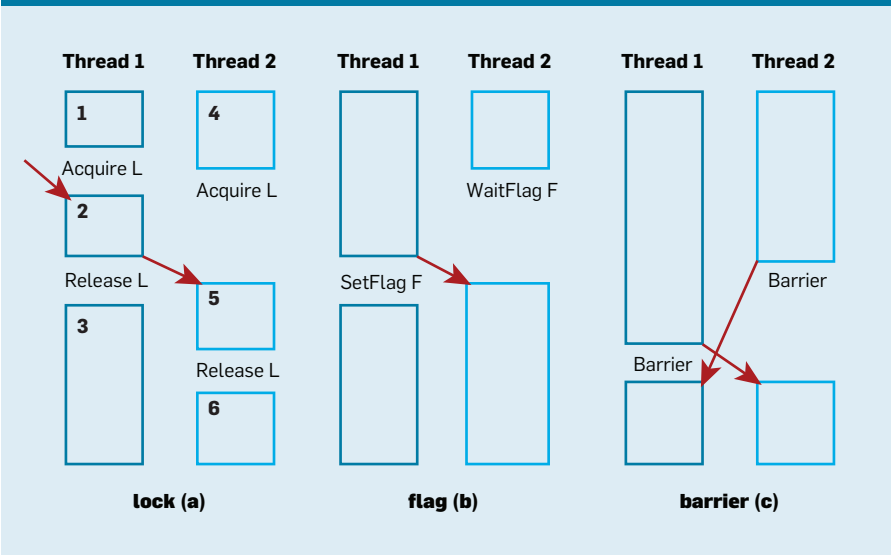 Thread 1 Thread 2 Thread 1 Thread 2 Thread 1 Thread 2
1
4
Acquire L
Acquire L
WaitFlag F
2
Release L
SetFlag F
Barrier
5
3
Barrier
Release L
6
lock (a) flag (b) barrier (c)